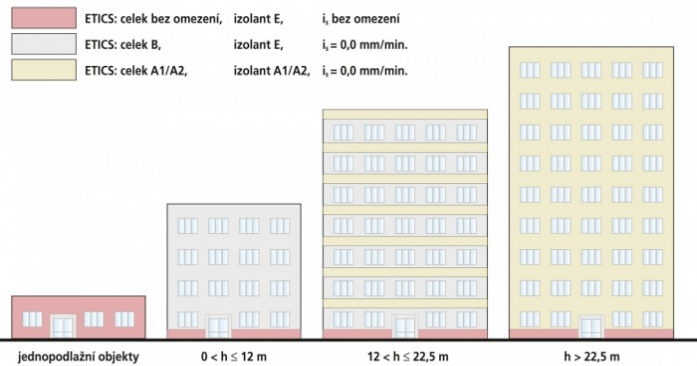 ETICS: celek bez omezení, izolant E, iₛ bez omezení
ETICS: celek B, izolant E, iₛ = 0,0 mm/min.
ETICS: celek A1/A2, izolant A1/A2, iₛ = 0,0 mm/min.
jednopodlažní objekty 0 < h ≤ 12 m 12 < h ≤ 22,5 m h > 22,5 m